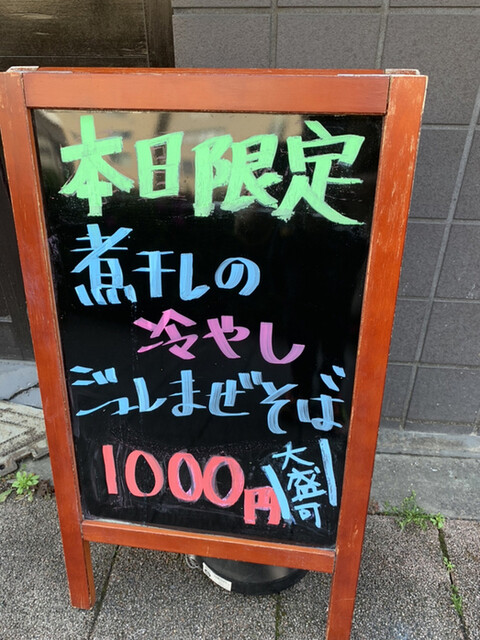 本日限定
煮干しの
冷やし
ジュレまぜそば
1000円
大盛可